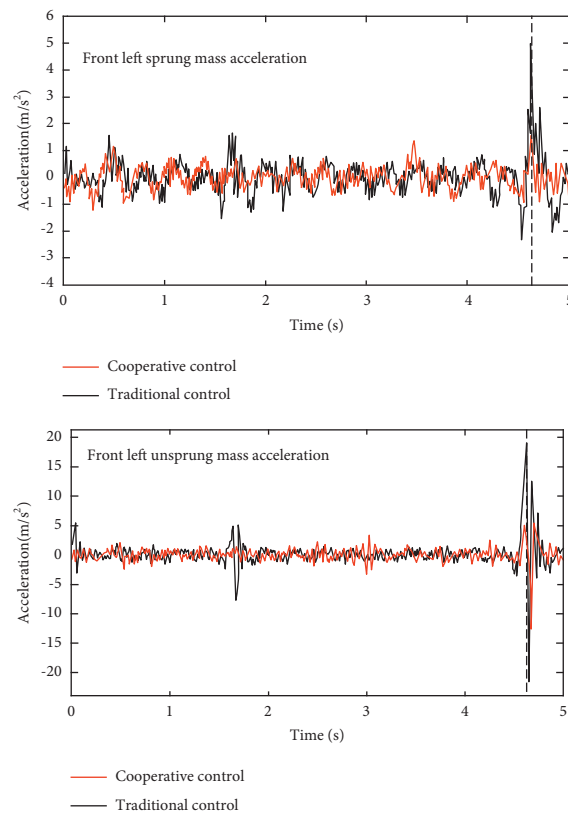 6
5
4
3
2
1
0
-1
-2
-3
-4
Acceleration(m/s²)
Front left sprung mass acceleration
0 1 2 3 4 5
Time (s)
Cooperative control
Traditional control
20
15
10
5
0
-5
-10
-15
-20
Acceleration(m/s²)
Front left unsprung mass acceleration
0 1 2 3 4 5
Time (s)
Cooperative control
Traditional control